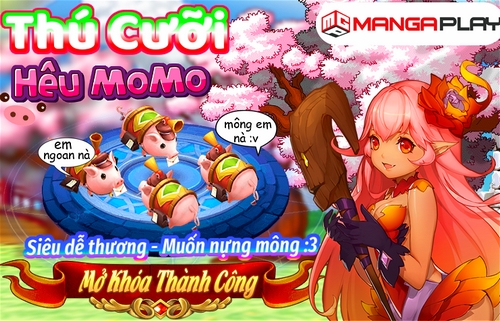 Thú Cưỡi
MANGAPLAY
Hêu MoMo
mông em
nà :v
em
ngoan nà
Siêu dễ thương - Muốn nựng mông :3
Mở Khóa Thành Công